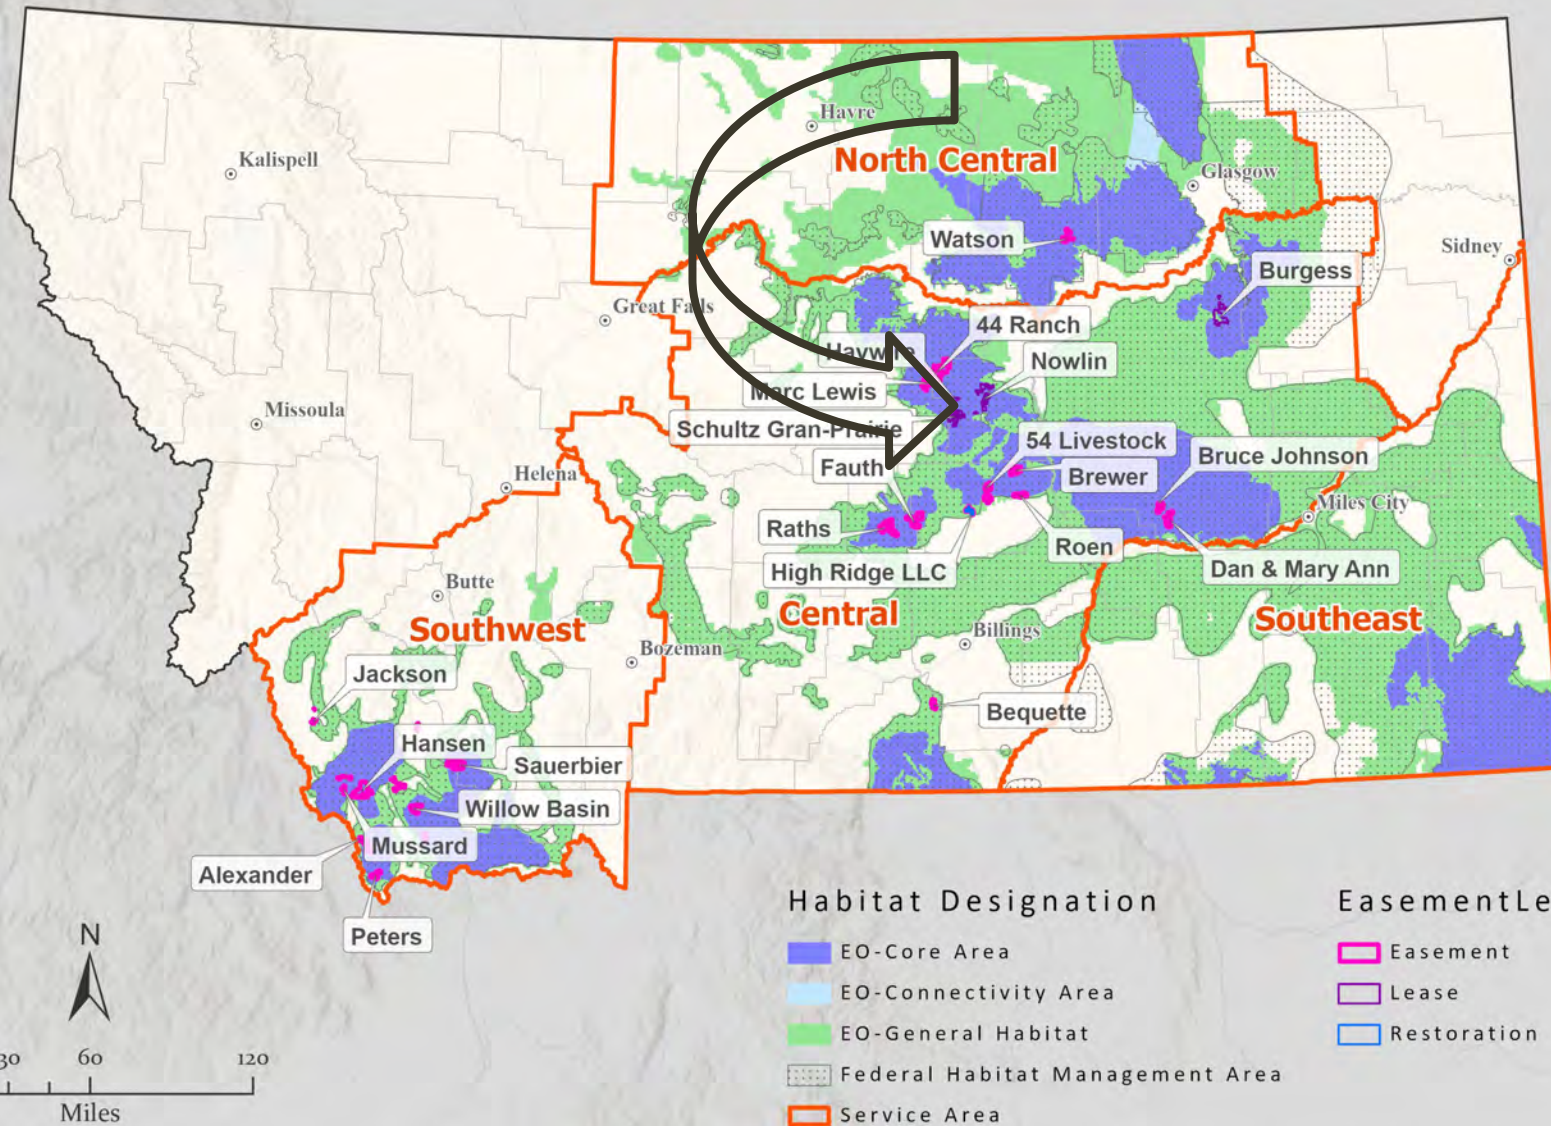 Havre
Kalispell
North Central
Glasgow
Watson
Sidney
Burgess
Great Falls
44 Ranch
Haywire
Nowlin
Marc Lewis
Missoula
Schultz Gran-Prairie
54 Livestock
Bruce Johnson
Fauth
Brewer
Helena
Miles City
Raths
Roen
High Ridge LLC
Dan & Mary Ann
Butte
Central
Southeast
Southwest
Billings
Bozeman
Jackson
Bequette
Hansen
Sauerbier
Willow Basin
Mussard
Alexander
Peters
N
30 60 120
Miles
Habitat Designation
EO-Core Area
EO-Connectivity Area
EO-General Habitat
Federal Habitat Management Area
Service Area
EasementLe
Easement
Lease
Restoration